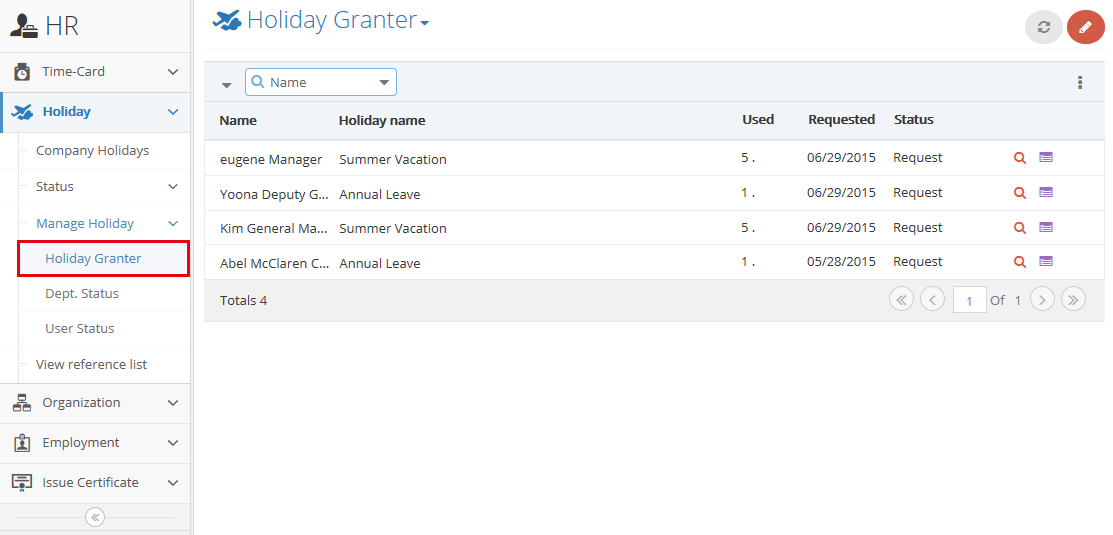 HR
Time-Card
Holiday
Company Holidays
Status
Manage Holiday
Holiday Granter
Dept. Status
User Status
View reference list
Organization
Employment
Issue Certificate
Holiday Granter
Name
Name Holiday name Used Requested Status
eugene Manager Summer Vacation 5 . 06/29/2015 Request
Yoona Deputy G... Annual Leave 1 . 06/29/2015 Request
Kim General Ma... Summer Vacation 5 . 06/29/2015 Request
Abel McClaren C... Annual Leave 1 . 05/28/2015 Request
Totals 4 1 Of 1